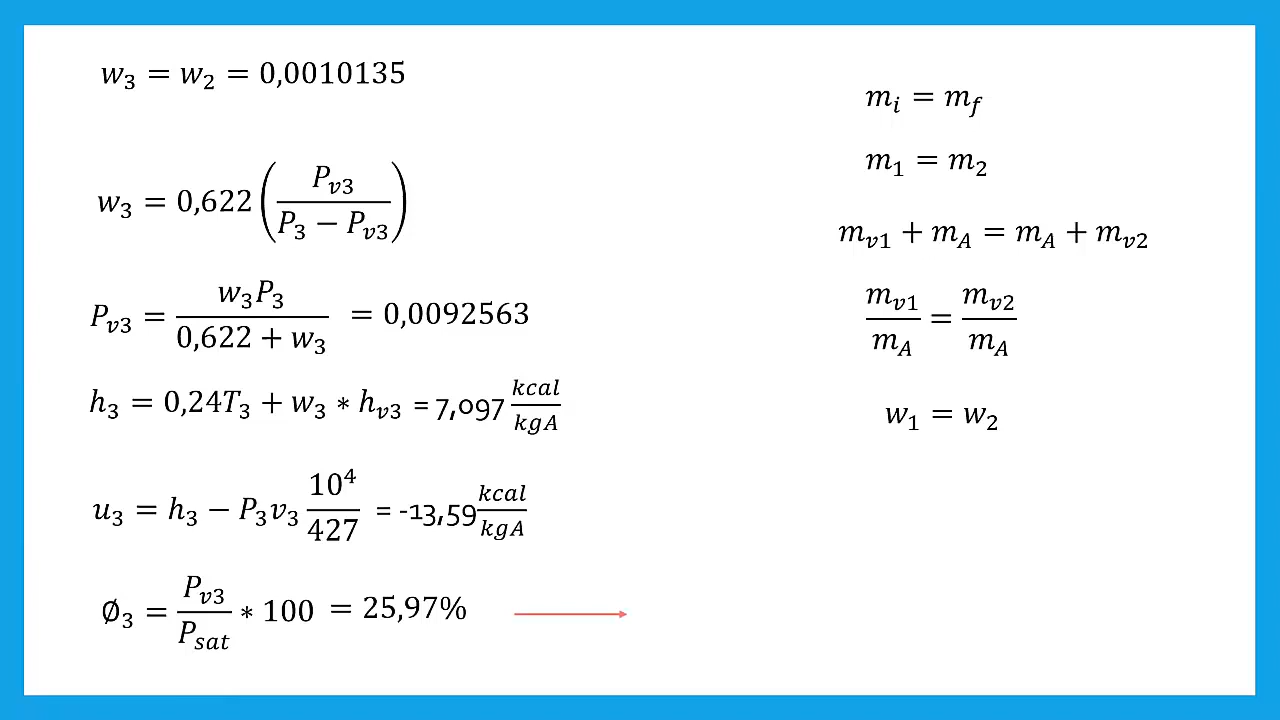 w₃ = w₂ = 0,0010135
w₃ = 0,622 (P_v3 / (P₃ − P_v3))
P_v3 = w₃P₃ / (0,622 + w₃) = 0,0092563
h₃ = 0,24T₃ + w₃ * h_v3 = 7,097 kcal/kgA
u₃ = h₃ − P₃v₃ 10⁴/427 = -13,59 kcal/kgA
∅₃ = P_v3/P_sat * 100 = 25,97%
m_i = m_f
m₁ = m₂
m_v1 + m_A = m_A + m_v2
m_v1/m_A = m_v2/m_A
w₁ = w₂